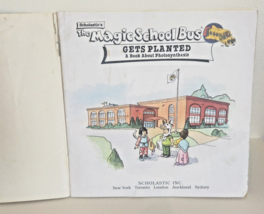 Scholastic's
The Magic School Bus
GETS PLANTED
A Book About Photosynthesis
SCHOLASTIC INC.
New York Toronto London Auckland Sydney